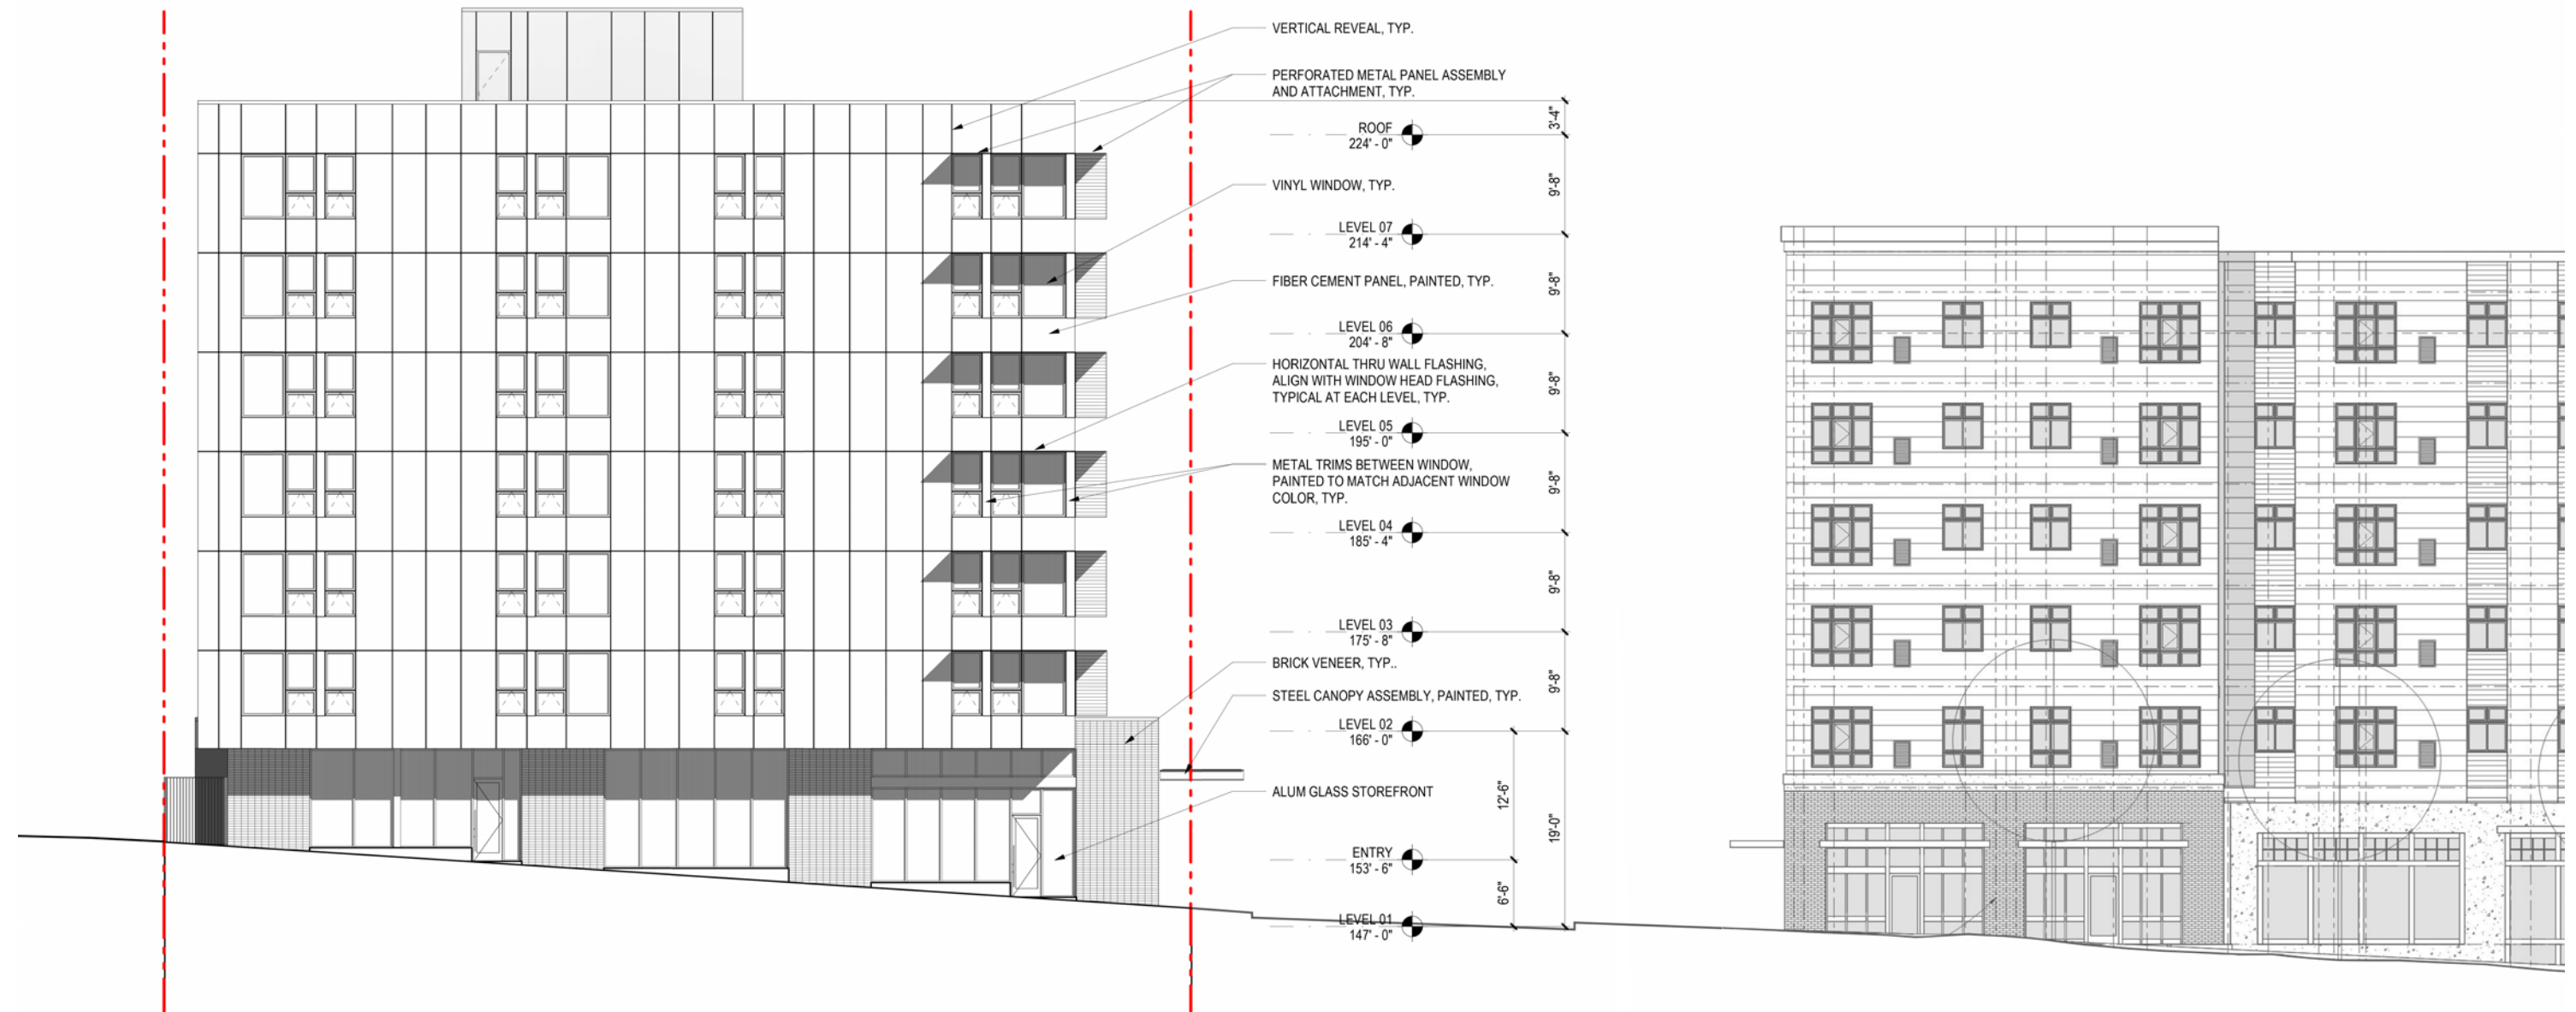 VERTICAL REVEAL, TYP.
PERFORATED METAL PANEL ASSEMBLY
AND ATTACHMENT, TYP.
3'-4"
ROOF
224' - 0"
9'-8"
VINYL WINDOW, TYP.
LEVEL 07
214' - 4"
9'-8"
FIBER CEMENT PANEL, PAINTED, TYP.
LEVEL 06
204' - 8"
HORIZONTAL THRU WALL FLASHING,
ALIGN WITH WINDOW HEAD FLASHING,
TYPICAL AT EACH LEVEL, TYP.
9'-8"
LEVEL 05
195' - 0"
METAL TRIMS BETWEEN WINDOW,
PAINTED TO MATCH ADJACENT WINDOW
COLOR, TYP.
9'-8"
LEVEL 04
185' - 4"
9'-8"
LEVEL 03
175' - 8"
BRICK VENEER, TYP..
9'-8"
STEEL CANOPY ASSEMBLY, PAINTED, TYP.
LEVEL 02
166' - 0"
ALUM GLASS STOREFRONT
12'-6"
19'-0"
ENTRY
153' - 6"
6'-6"
LEVEL 01
147' - 0"